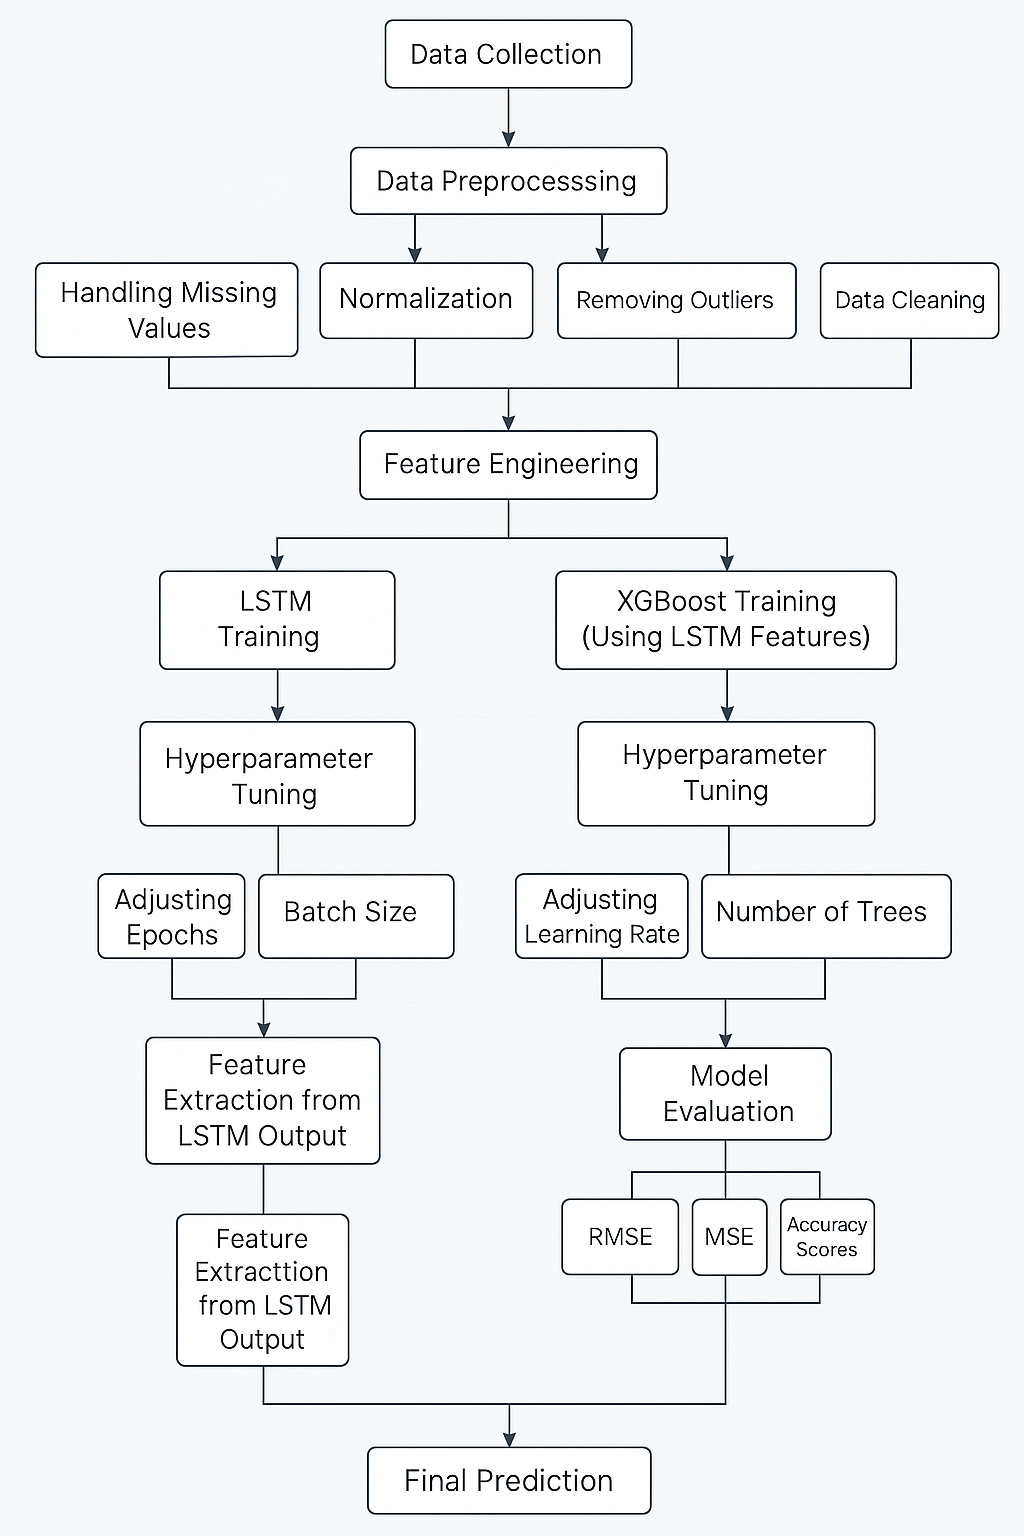 Data Collection
Data Preprocesssing
Handling Missing
Values
Normalization
Removing Outliers
Data Cleaning
Feature Engineering
LSTM
Training
XGBoost Training
(Using LSTM Features)
Hyperparameter
Tuning
Hyperparameter
Tuning
Adjusting
Epochs
Batch Size
Adjusting
Learning Rate
Number of Trees
Feature
Extraction from
LSTM Output
Model
Evaluation
RMSE
MSE
Accuracy
Scores
Feature
Extracttion
from LSTM
Output
Final Prediction